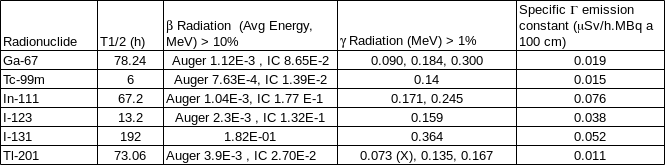 Radionuclide	T1/2 (h)	β Radiation (Avg Energy, MeV) > 10%	γ Radiation (MeV) > 1%	Specific Γ emission constant (μSv/h.MBq a 100 cm)
Ga-67	78.24	Auger 1.12E-3 , IC 8.65E-2	0.090, 0.184, 0.300	0.019
Tc-99m	6	Auger 7.63E-4, IC 1.39E-2	0.14	0.015
In-111	67.2	Auger 1.04E-3, IC 1.77 E-1	0.171, 0.245	0.076
I-123	13.2	Auger 2.3E-3 , IC 1.32E-1	0.159	0.038
I-131	192	1.82E-01	0.364	0.052
Tl-201	73.06	Auger 3.9E-3 , IC 2.70E-2	0.073 (X), 0.135, 0.167	0.011